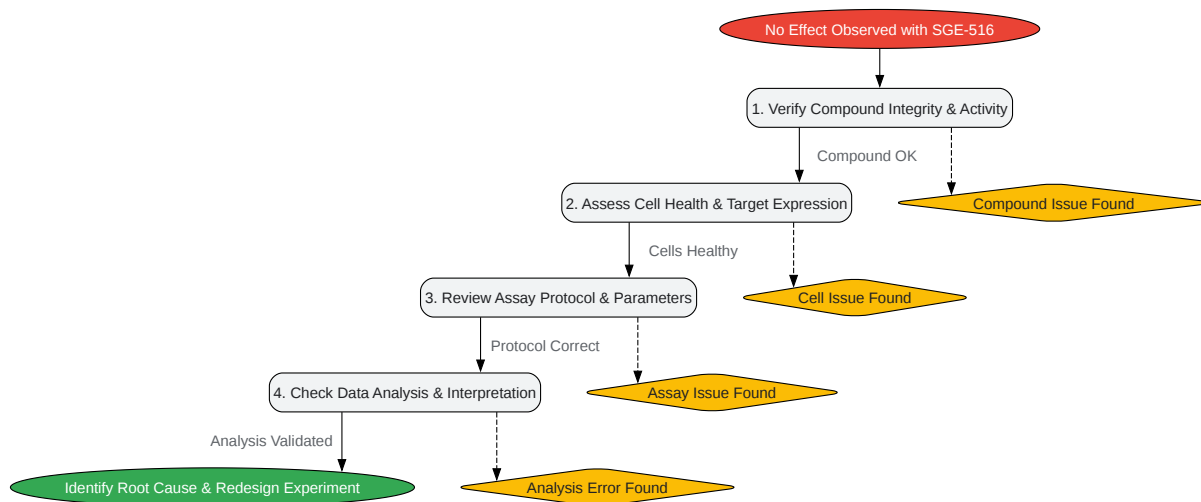 No Effect Observed with SGE-516
1. Verify Compound Integrity & Activity
Compound OK
2. Assess Cell Health & Target Expression
Compound Issue Found
Cells Healthy
3. Review Assay Protocol & Parameters
Cell Issue Found
Protocol Correct
4. Check Data Analysis & Interpretation
Assay Issue Found
Analysis Validated
Identify Root Cause & Redesign Experiment
Analysis Error Found